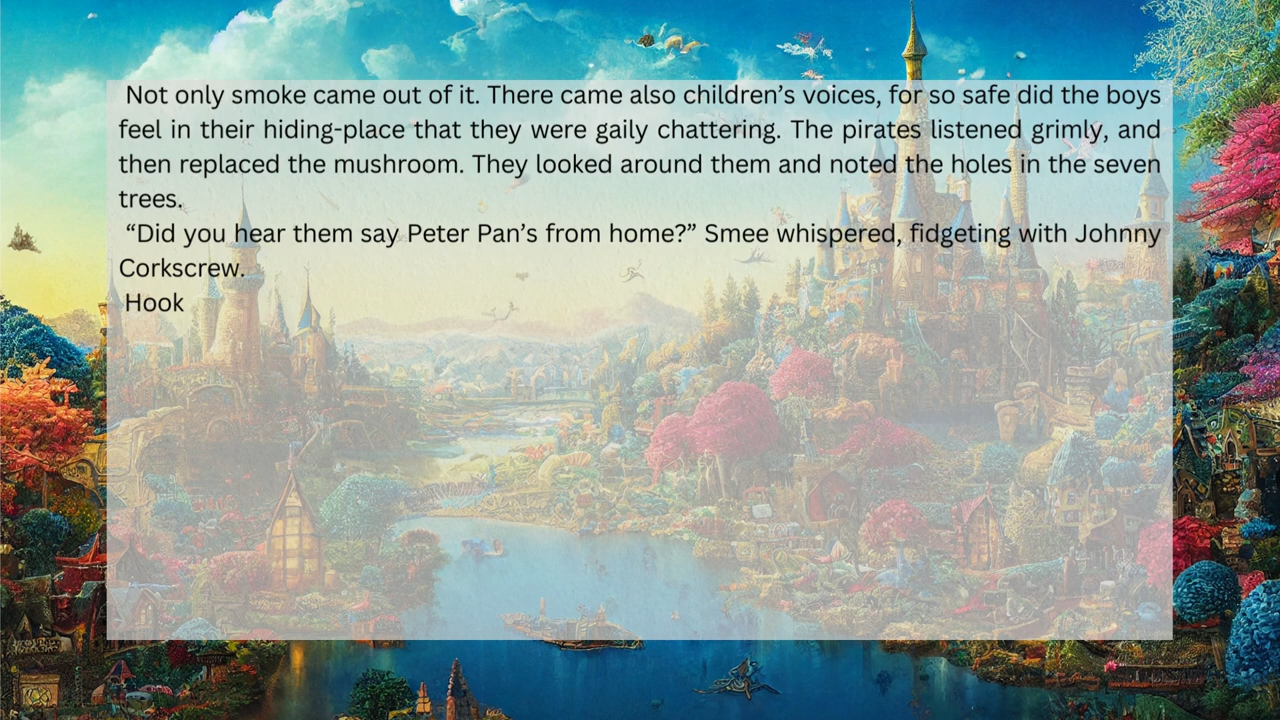 Not only smoke came out of it. There came also children’s voices, for so safe did the boys
feel in their hiding-place that they were gaily chattering. The pirates listened grimly, and
then replaced the mushroom. They looked around them and noted the holes in the seven
trees.
“Did you hear them say Peter Pan’s from home?” Smee whispered, fidgeting with Johnny
Corkscrew.
Hook